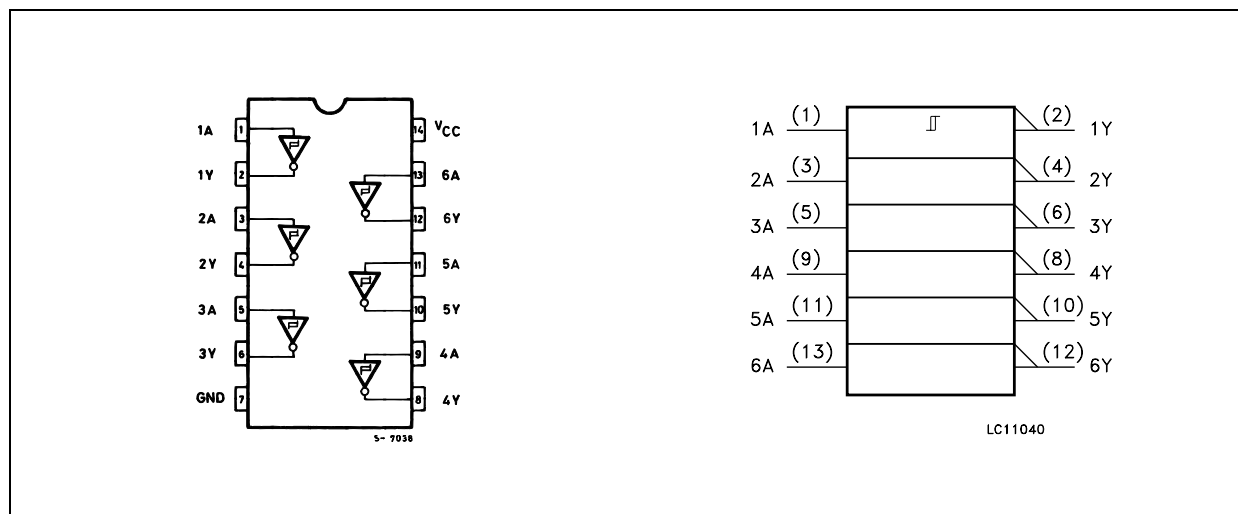 1A 1 14 VCC
1Y 2 13 6A
2A 3 12 6Y
2Y 4 11 5A
3A 5 10 5Y
3Y 6 9 4A
GND 7 8 4Y
S- 7038
1A (1) (2) 1Y
2A (3) (4) 2Y
3A (5) (6) 3Y
4A (9) (8) 4Y
5A (11) (10) 5Y
6A (13) (12) 6Y
LC11040